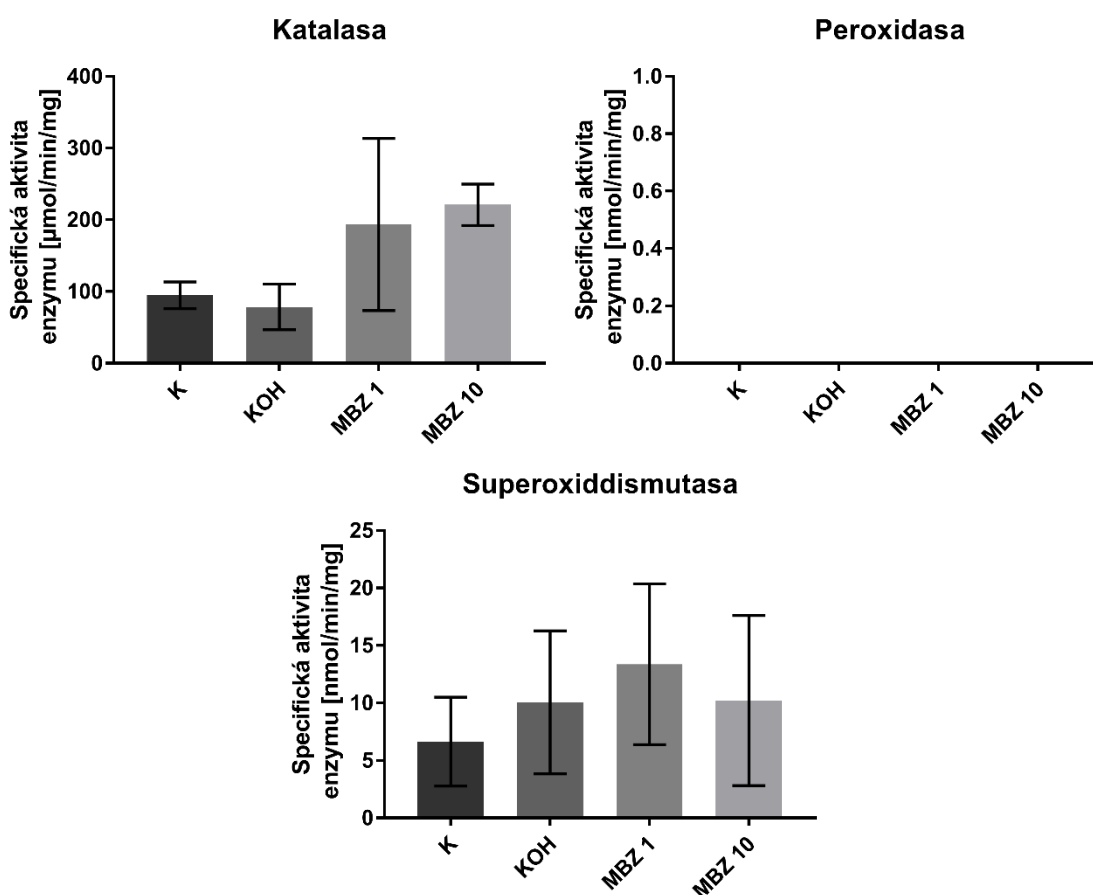 Katalasa
Specifická aktivita
enzymu [µmol/min/mg]
400
300
200
100
0
K
KOH
MBZ 1
MBZ 10
Peroxidasa
Specifická aktivita
enzymu [nmol/min/mg]
1.0
0.8
0.6
0.4
0.2
0.0
K
KOH
MBZ 1
MBZ 10
Superoxiddismutasa
Specifická aktivita
enzymu [nmol/min/mg]
25
20
15
10
5
0
K
KOH
MBZ 1
MBZ 10